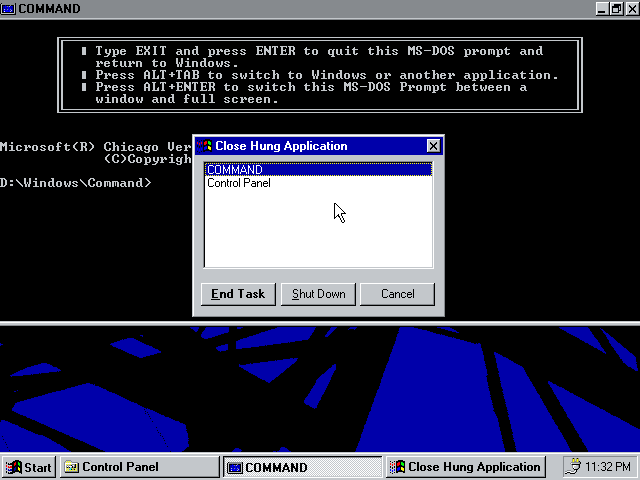 COMMAND
Type EXIT and press ENTER to quit this MS-DOS prompt and
return to Windows.
Press ALT+TAB to switch to Windows or another application.
Press ALT+ENTER to switch this MS-DOS Prompt between a
window and full screen.
Microsoft(R) Chicago Ver
(C)Copyrigh
D:\Windows\Command>
Close Hung Application
COMMAND
Control Panel
End Task
Shut Down
Cancel
Start
Control Panel
COMMAND
Close Hung Application
11:32 PM